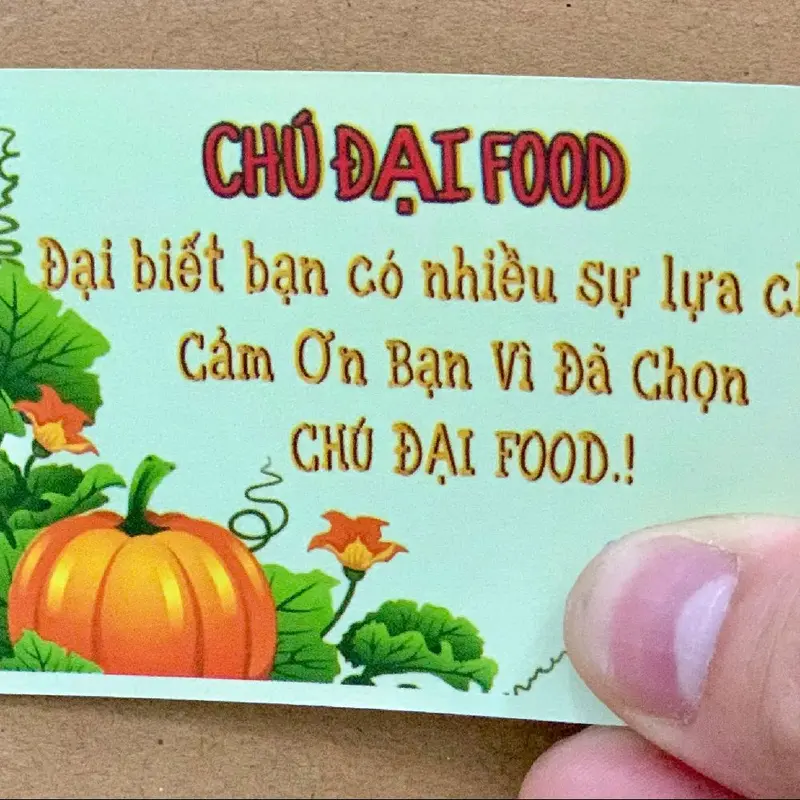 CHÚ ĐẠI FOOD
Đại biết bạn có nhiều sự lựa
Cảm Ơn Bạn Vì Đã Chọn
CHÚ ĐẠI FOOD.!